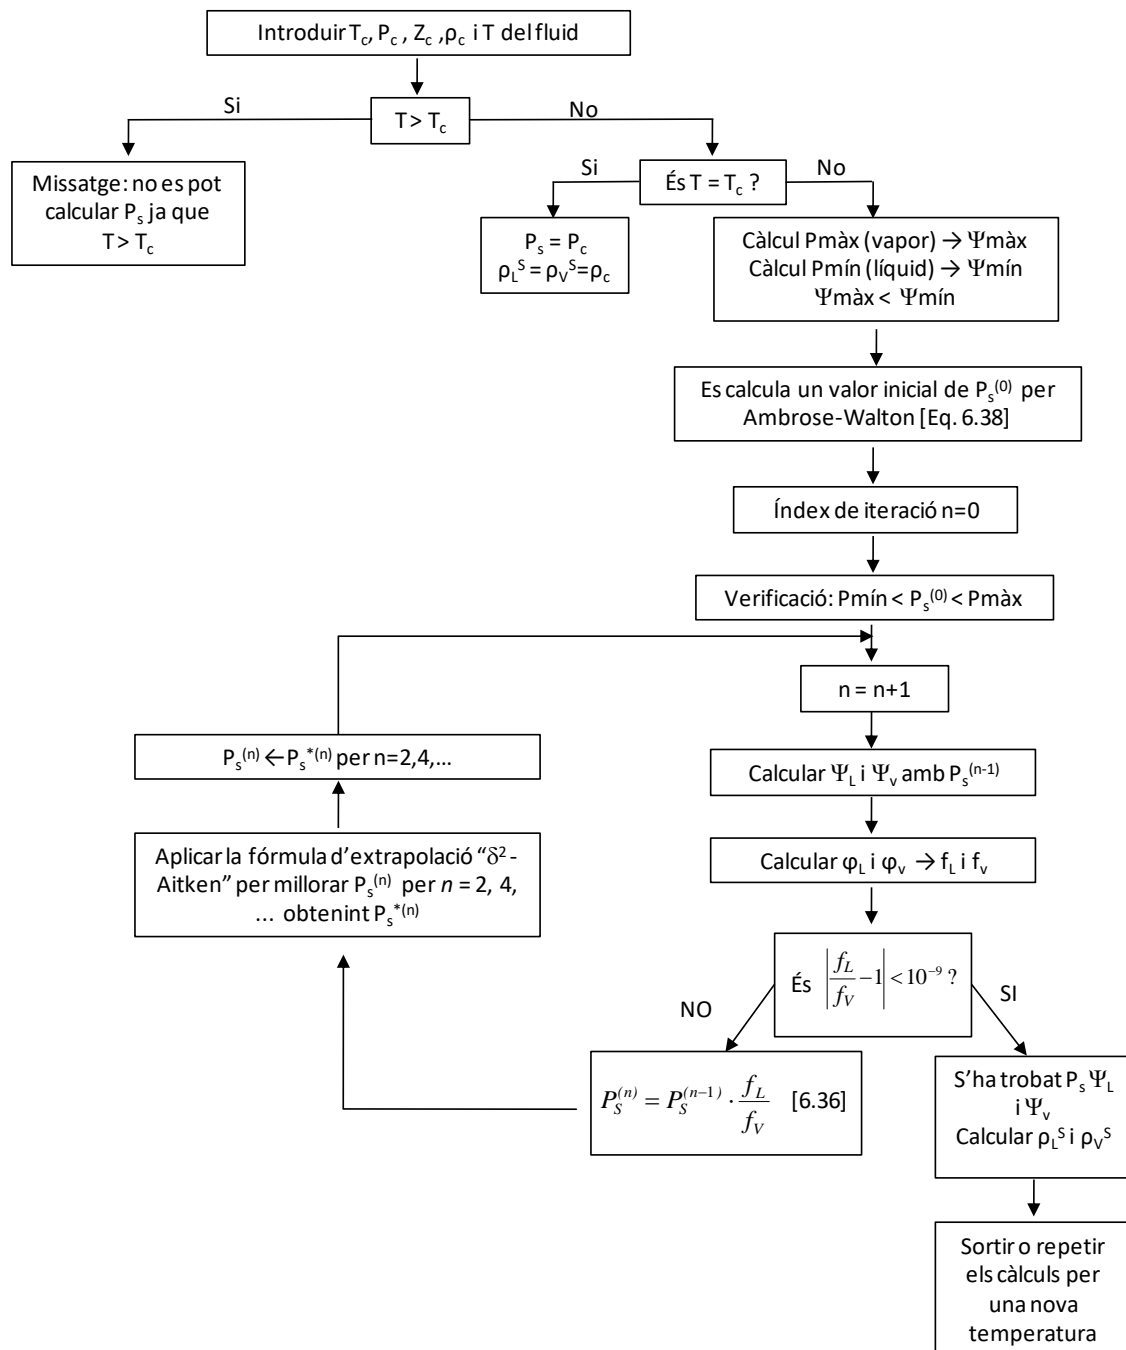 Introduir T_c, P_c , Z_c ,ρ_c i T del fluid
Si
T > T_c
No
Missatge: no es pot
calcular P_s ja que
T > T_c
Si
És T = T_c ?
No
P_s = P_c
ρ_L^S = ρ_V^S=ρ_c
Càlcul Pmàx (vapor) → Ψmàx
Càlcul Pmín (líquid) → Ψmín
Ψmàx < Ψmín
Es calcula un valor inicial de P_s^(0) per
Ambrose-Walton [Eq. 6.38]
Índex de iteració n=0
Verificació: Pmín < P_s^(0) < Pmàx
n = n+1
P_s^(n) ← P_s^*(n) per n=2,4,...
Calcular Ψ_L i Ψ_v amb P_s^(n-1)
Aplicar la fórmula d’extrapolació “δ²-
Aitken” per millorar P_s^(n) per n = 2, 4,
... obtenint P_s^*(n)
Calcular φ_L i φ_v → f_L i f_v
És |f_L/f_V −1| < 10^−9 ?
NO
SI
P_S^(n) = P_S^(n−1) · f_L/f_V [6.36]
S’ha trobat P_s Ψ_L
i Ψ_v
Calcular ρ_L^S i ρ_V^S
Sortir o repetir
els càlculs per
una nova
temperatura